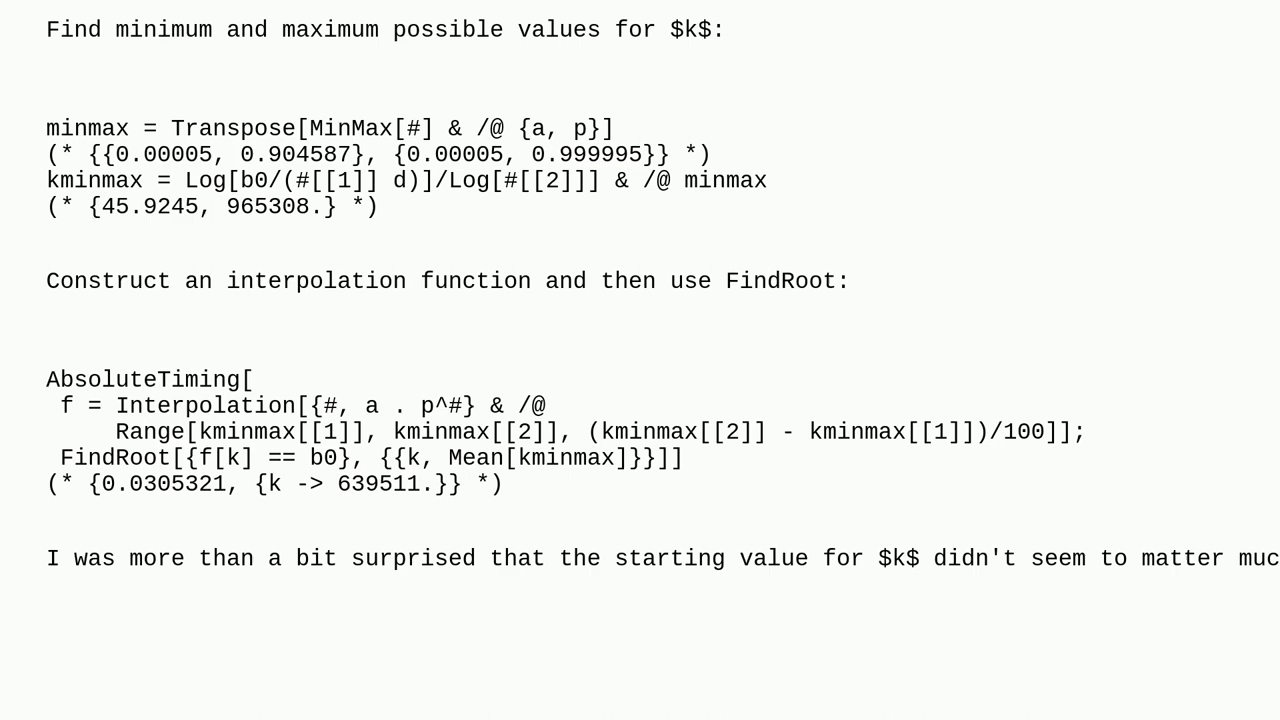 Find minimum and maximum possible values for $k$:
minmax = Transpose[MinMax[#] & /@ {a, p}]
(* {{0.00005, 0.904587}, {0.00005, 0.999995}} *)
kminmax = Log[b0/(#[[1]] d)]/Log[#[[2]]] & /@ minmax
(* {45.9245, 965308.} *)
Construct an interpolation function and then use FindRoot:
AbsoluteTiming[
 f = Interpolation[{#, a . p^#} & /@
     Range[kminmax[[1]], kminmax[[2]], (kminmax[[2]] - kminmax[[1]])/100]];
 FindRoot[{f[k] == b0}, {{k, Mean[kminmax]}}]]
(* {0.0305321, {k -> 639511.}} *)
I was more than a bit surprised that the starting value for $k$ didn't seem to matter muc